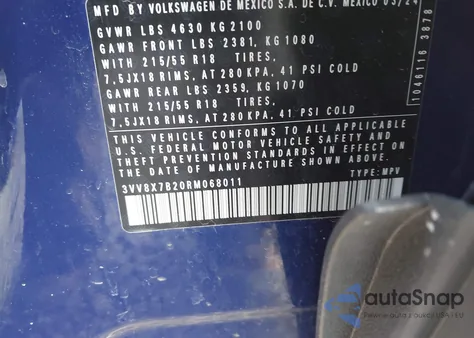 MFD BY VOLKSWAGEN DE MEXICO S.A. DE C.V. MEXICO 03/24
GVWR LBS 4630 KG 2100
GAWR FRONT LBS 2381, KG 1080
WITH 215/55 R18 TIRES,
7,5JX18 RIMS, AT 280 KPA, 41 PSI COLD
GAWR REAR LBS 2359, KG 1070
WITH 215/55 R18 TIRES,
7,5JX18 RIMS, AT 280 KPA, 41 PSI COLD
THIS VEHICLE CONFORMS TO ALL APPLICABLE
U.S. FEDERAL MOTOR VEHICLE SAFETY AND
THEFT PREVENTION STANDARDS IN EFFECT ON THE
DATE OF MANUFACTURE SHOWN ABOVE.
3VV8X7B20RM068011 TYPE: MPV
1046116 3878
autoSnap